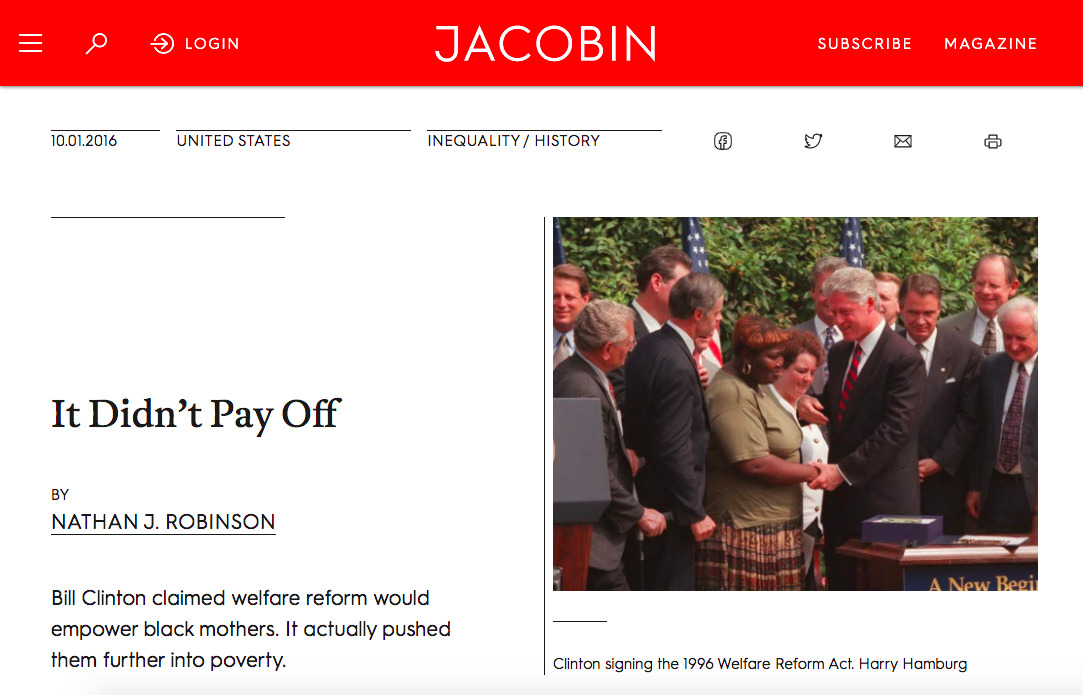 LOGIN
JACOBIN
SUBSCRIBE
MAGAZINE
10.01.2016
UNITED STATES
INEQUALITY / HISTORY
It Didn’t Pay Off
BY
NATHAN J. ROBINSON
Bill Clinton claimed welfare reform would
empower black mothers. It actually pushed
them further into poverty.
A New Begi
Clinton signing the 1996 Welfare Reform Act. Harry Hamburg